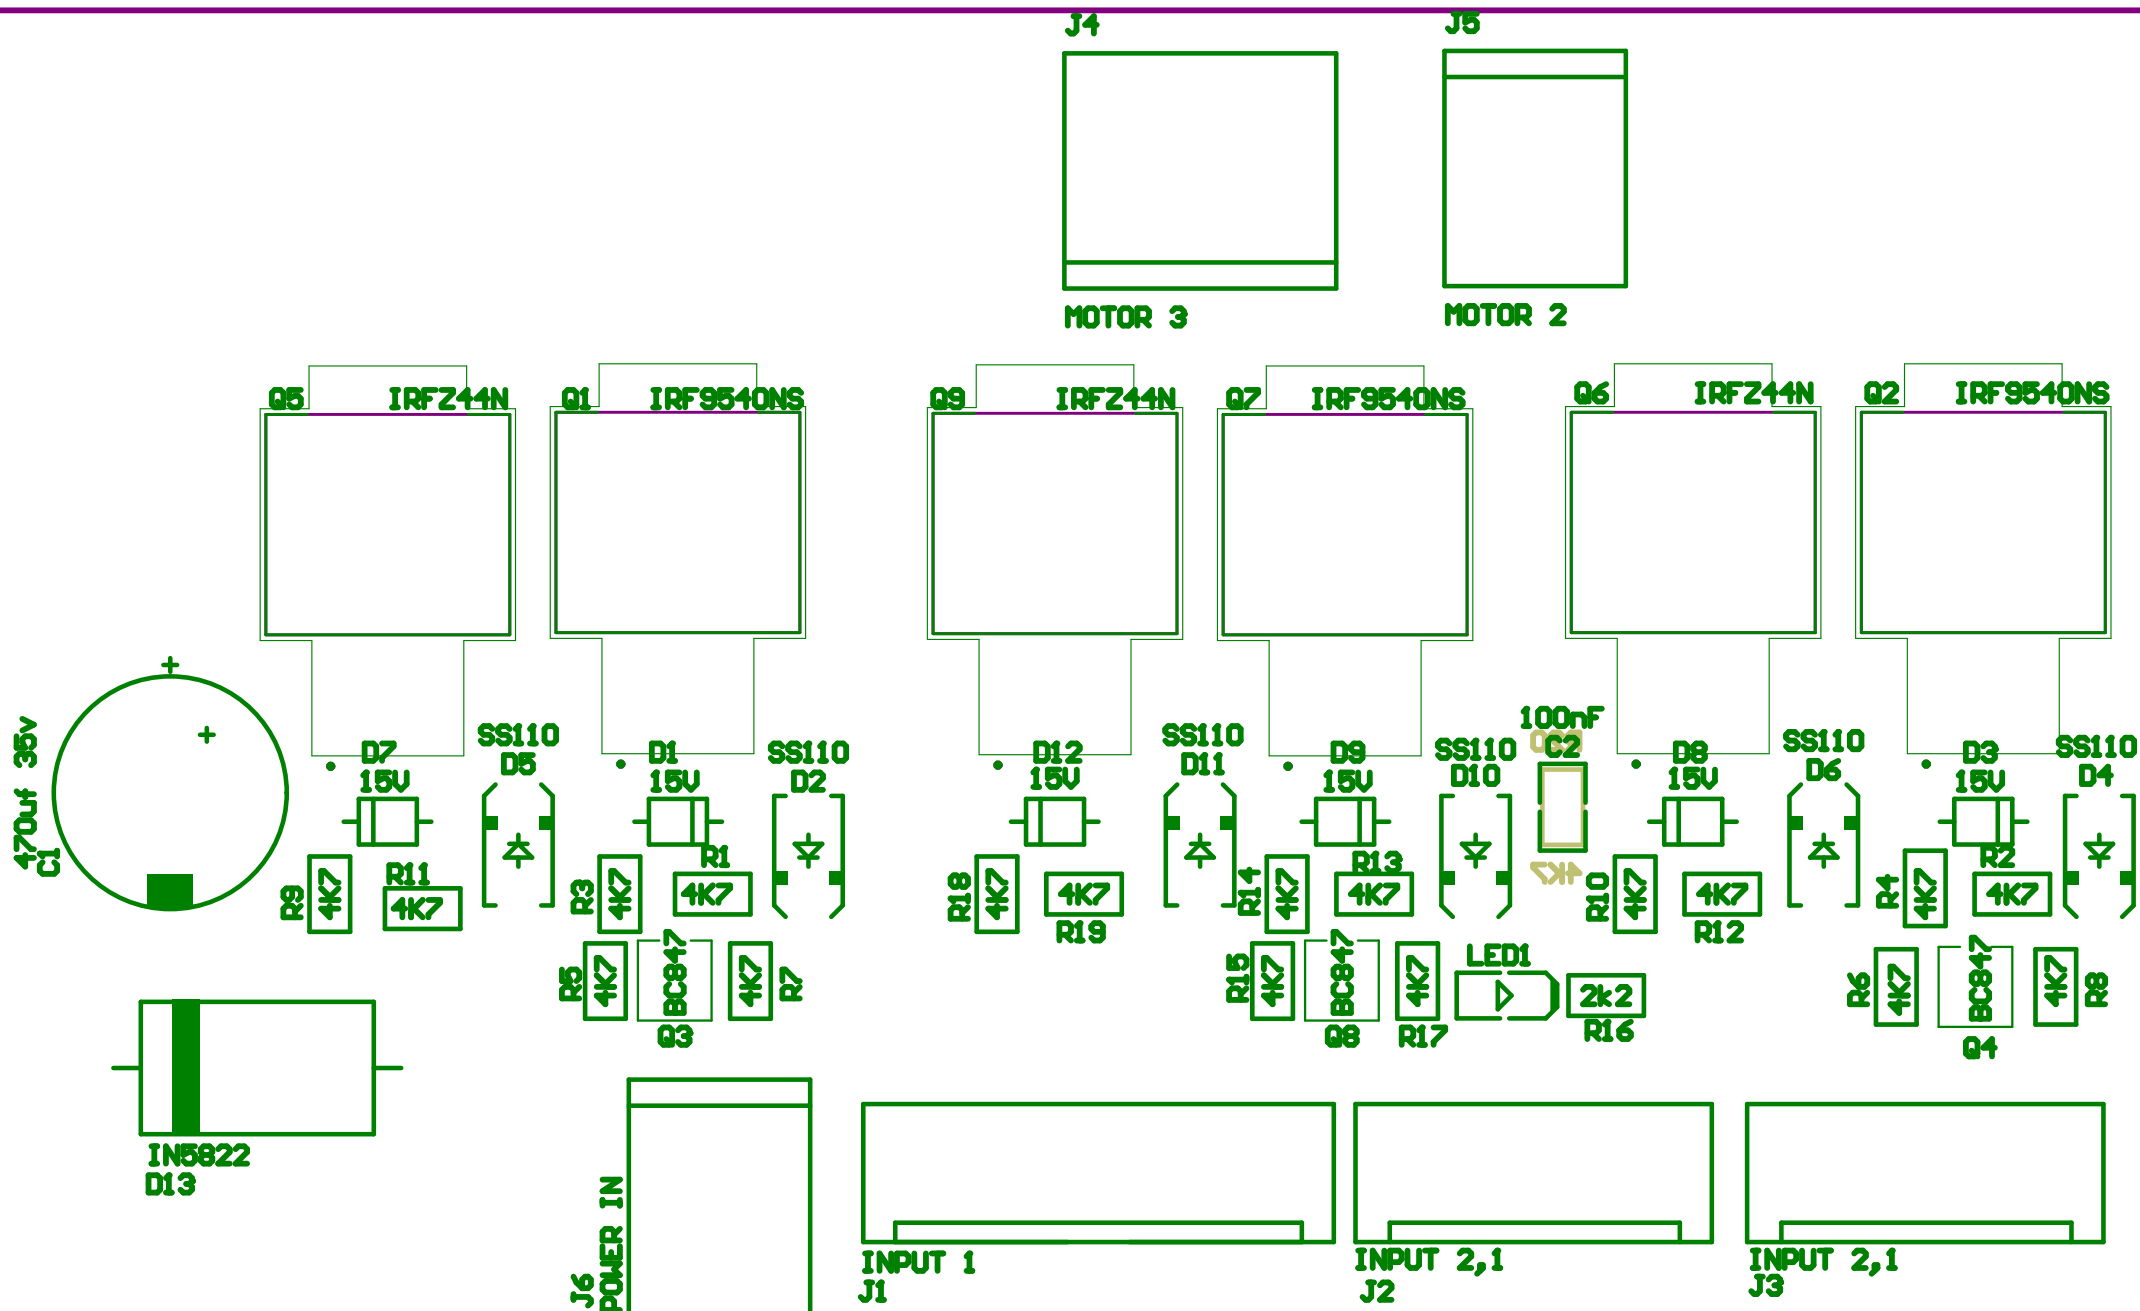 J4
J5
MOTOR 3
MOTOR 2
Q5 IRFZ44N
Q1 IRF9540NS
Q9 IRFZ44N
Q7 IRF9540NS
Q6 IRFZ44N
Q2 IRF9540NS
470uf 35v
C1
+
+
D7
15V
SS110
D5
D1
15V
SS110
D2
D12
15V
SS110
D11
D9
15V
SS110
D10
100nF
C2
4K7
D8
15V
SS110
D6
D3
15V
SS110
D4
R9
4K7
R11
4K7
R3
4K7
R1
4K7
R18
4K7
4K7
R19
R14
4K7
R13
4K7
R10
4K7
4K7
R12
R4
4K7
R2
4K7
R5
4K7
BC847
Q3
4K7
R7
R15
4K7
BC847
Q8
4K7
R17
LED1
2k2
R16
R6
4K7
BC847
Q4
4K7
R8
IN5822
D13
J6
POWER IN
INPUT 1
J1
INPUT 2,1
J2
INPUT 2,1
J3